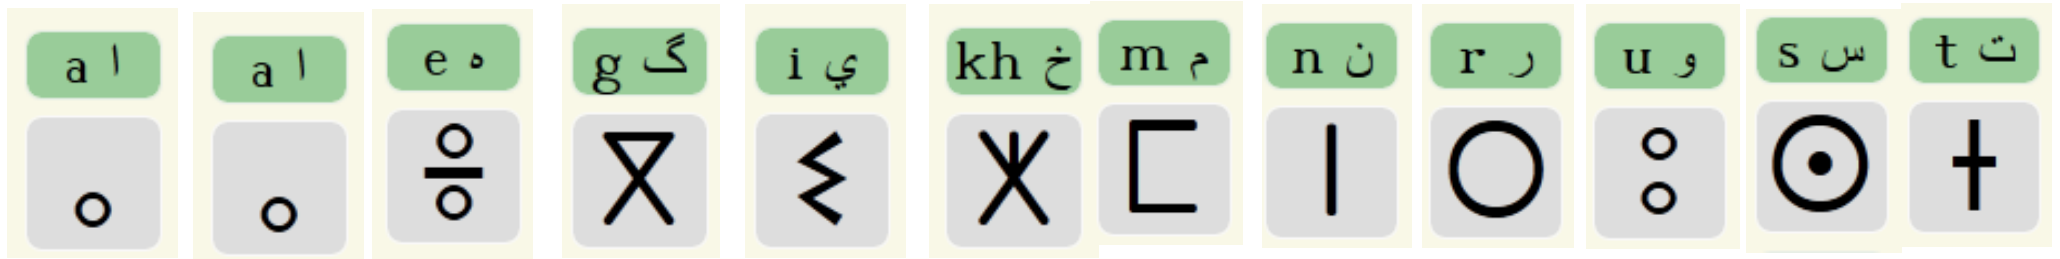 a ا a ا e ه g گ i ي kh خ m م n ن r ر u و s س t ت
ⴰ ⴰ ⴻ ⴳ ⵉ ⵅ ⵎ ⵏ ⵔ ⵓ ⵙ ⵜ